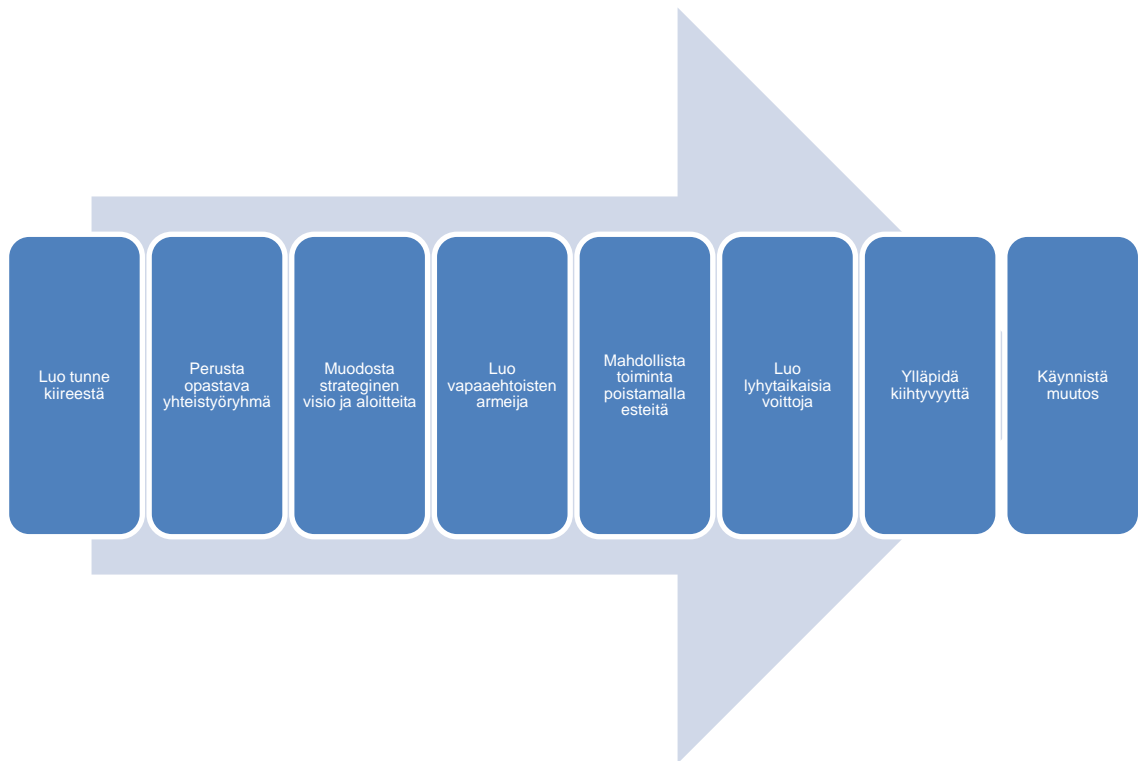 Luo tunne
kiireestä
Perusta
opastava
yhteistyöryhmä
Muodosta
strateginen
visio ja aloitteita
Luo
vapaaehtoisten
armeija
Mahdollista
toiminta
poistamalla
esteitä
Luo
lyhytaikaisia
voittoja
Ylläpidä
kiihtyvyyttä
Käynnistä
muutos